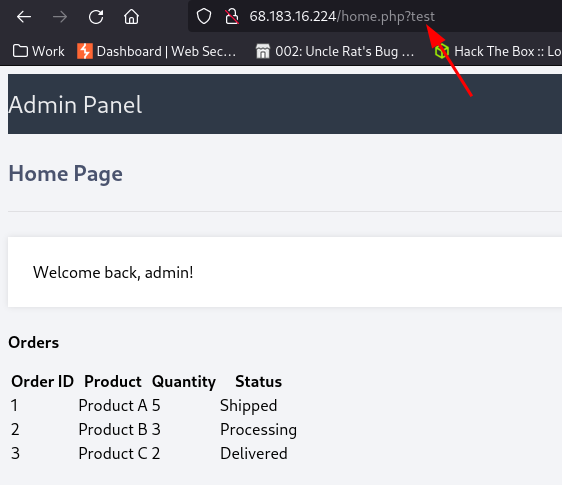 68.183.16.224/home.php?test
Work Dashboard | Web Sec… 002: Uncle Rat's Bug … Hack The Box :: Lo
Admin Panel
Home Page
Welcome back, admin!
Orders
Order ID Product Quantity Status
1 Product A 5 Shipped
2 Product B 3 Processing
3 Product C 2 Delivered